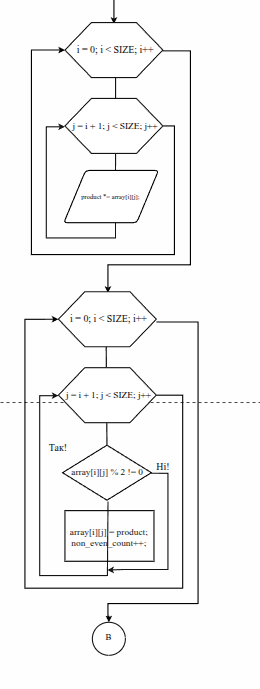 i = 0; i < SIZE; i++
j = i + 1; j < SIZE; j++
product *= array[i][j];
i = 0; i < SIZE; i++
j = i + 1; j < SIZE; j++
Так!
array[i][j] % 2 != 0
Ні!
array[i][j] = product;
non_even_count++;
B